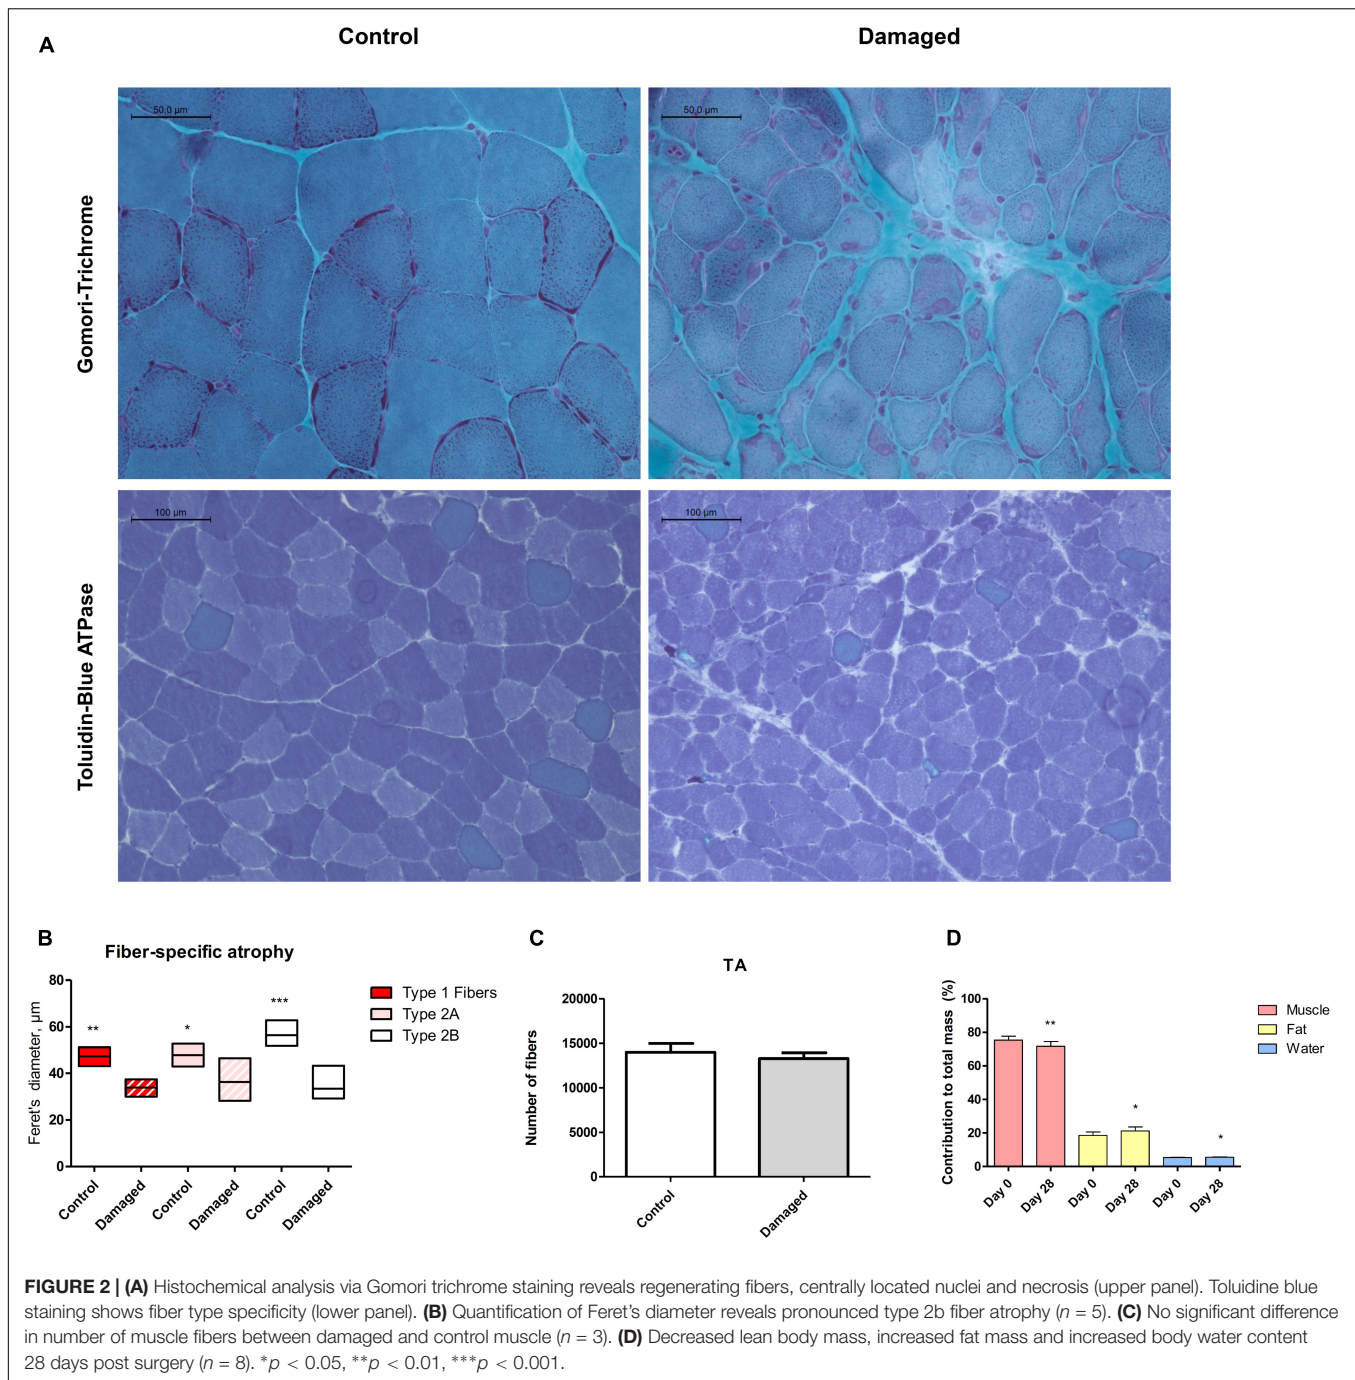 A
Control
Damaged
Gomori-Trichrome
50,0 µm
50,0 µm
Toluidin-Blue ATPase
100 µm
100 µm
B
Fiber-specific atrophy
Feret's diameter, µm
80
60
40
20
0
**
*
***
Control
Damaged
Control
Damaged
Control
Damaged
Type 1 Fibers
Type 2A
Type 2B
C
TA
Number of fibers
20000
15000
10000
5000
0
Control
Damaged
D
Contribution to total mass (%)
100
80
60
40
20
0
**
*
*
Day 0
Day 28
Day 0
Day 28
Day 0
Day 28
Muscle
Fat
Water
FIGURE 2 | (A) Histochemical analysis via Gomori trichrome staining reveals regenerating fibers, centrally located nuclei and necrosis (upper panel). Toluidine blue
staining shows fiber type specificity (lower panel). (B) Quantification of Feret's diameter reveals pronounced type 2b fiber atrophy (n = 5). (C) No significant difference
in number of muscle fibers between damaged and control muscle (n = 3). (D) Decreased lean body mass, increased fat mass and increased body water content
28 days post surgery (n = 8). *p < 0.05, **p < 0.01, ***p < 0.001.